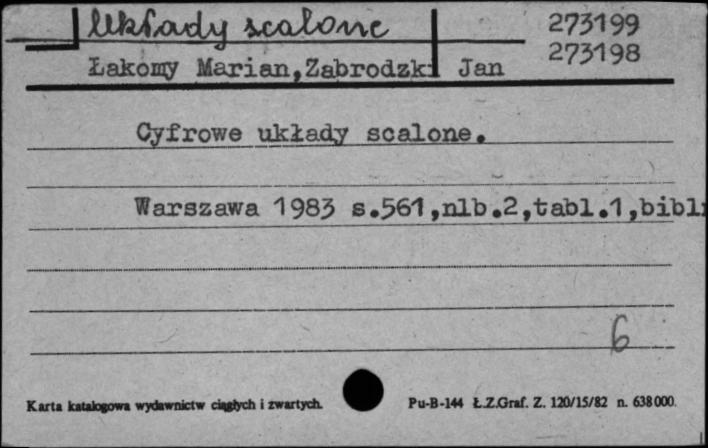 Układy scalone 273199
273198
Łakomy Marian,Zabrodzki Jan
Cyfrowe układy scalone.
Warszawa 1983 s.561,nlb.2,tabl.1,bibl
6
Karta katalogowa wydawnictw ciągłych i zwartych. Pu-B-144 Ł.Z.Graf. Z. 120/15/82 n. 638000.